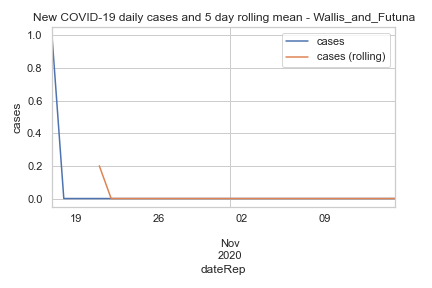 New COVID-19 daily cases and 5 day rolling mean - Wallis_and_Futuna
cases
cases (rolling)
1.0
0.8
0.6
0.4
0.2
0.0
cases
19 26 02 09
Nov
2020
dateRep